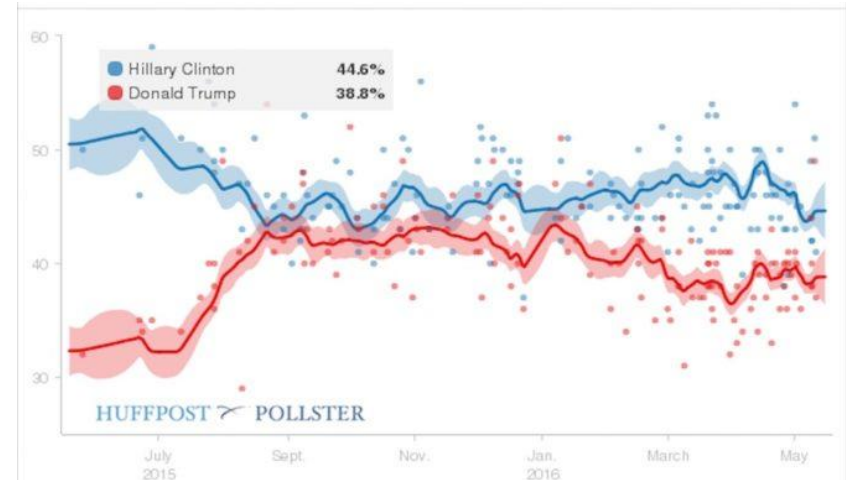 60
Hillary Clinton 44.6%
Donald Trump 38.8%
50
40
30
HUFFPOST POLLSTER
July Sept. Nov. Jan. March May
2015 2016